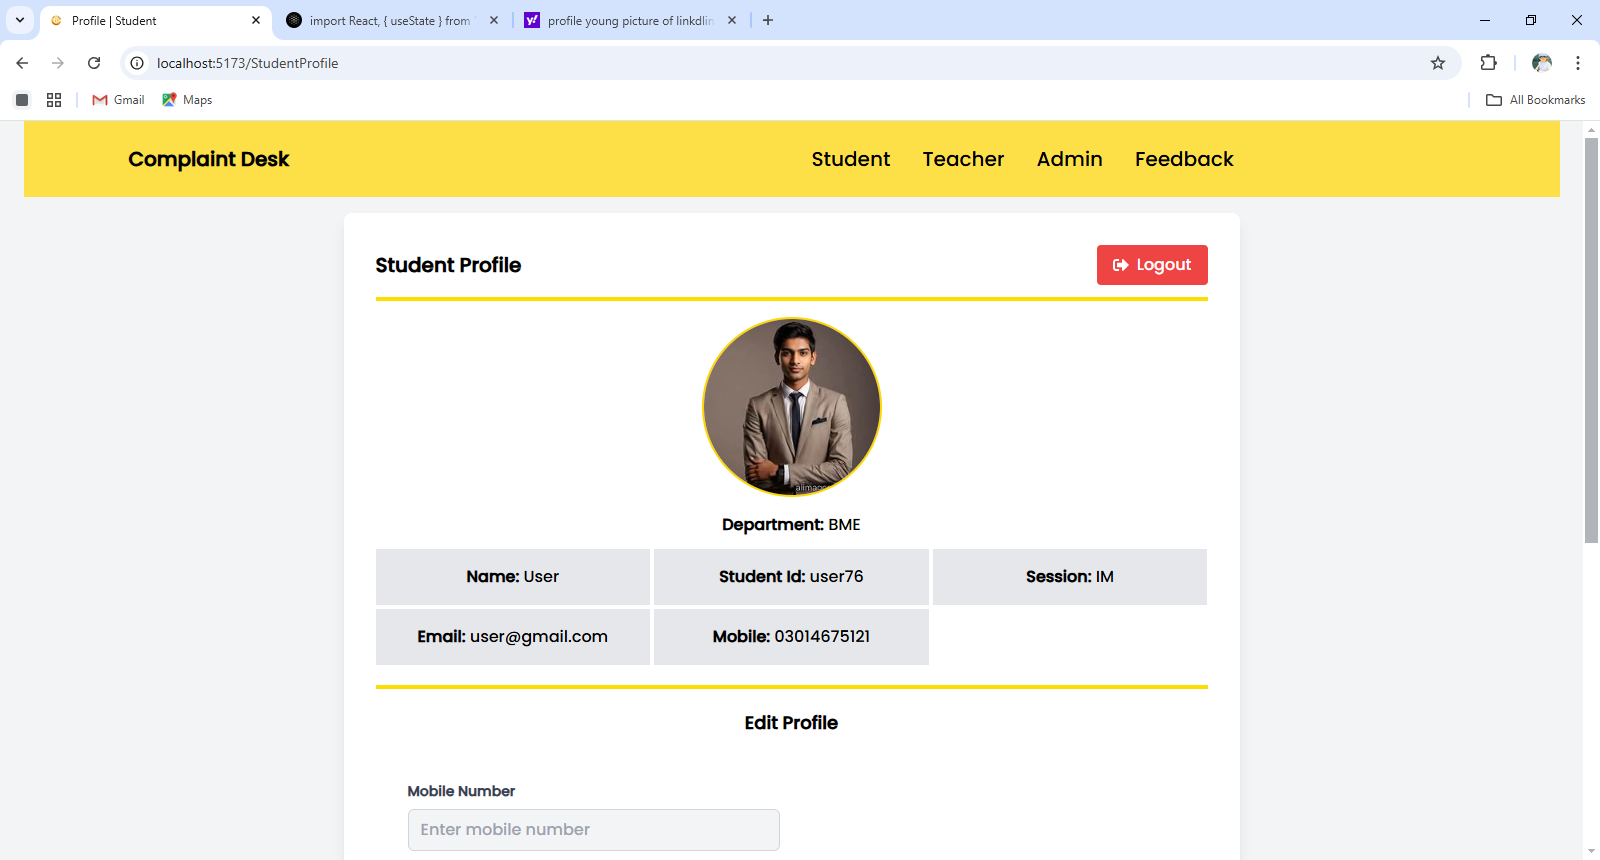 Profile | Student
import React, { useState } from
profile young picture of linkdlin
localhost:5173/StudentProfile
Gmail Maps All Bookmarks
Complaint Desk Student Teacher Admin Feedback
Student Profile Logout
Department: BME
Name: User Student Id: user76 Session: IM
Email: user@gmail.com Mobile: 03014675121
Edit Profile
Mobile Number
Enter mobile number